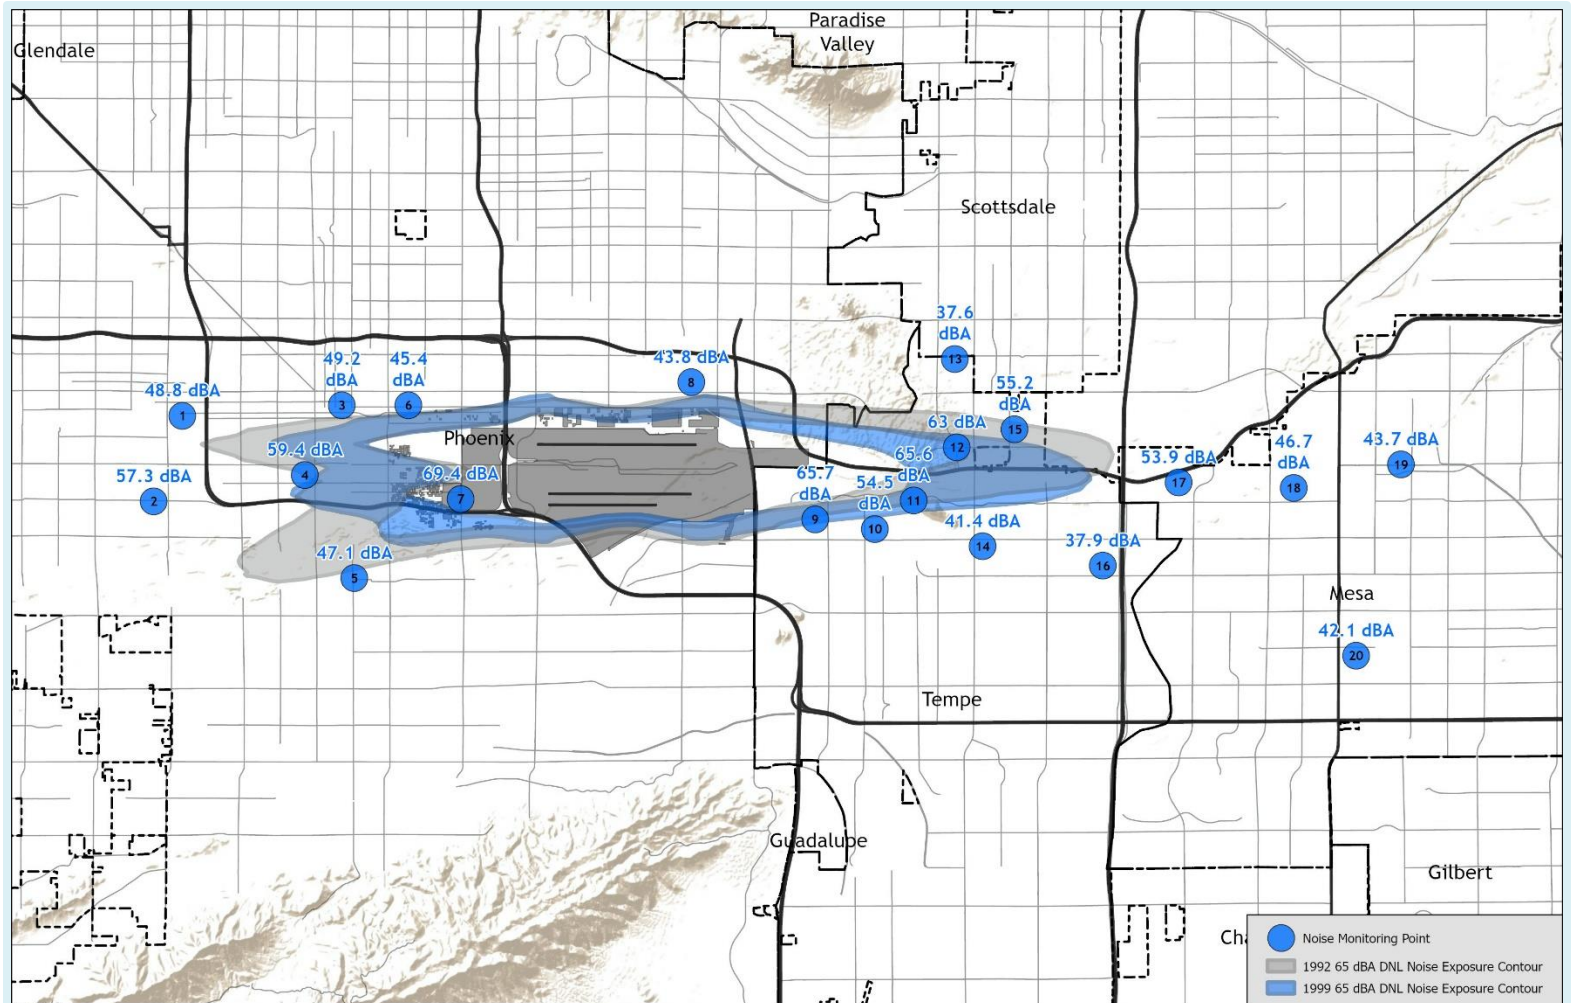 Paradise
Valley
Glendale
Scottsdale
37.6
dBA
13
49.2
dBA
3
45.4
dBA
6
43.8 dBA
8
48.8 dBA
1
55.2
dBA
15
63 dBA
12
Phoenix
59.4 dBA
4
69.4 dBA
7
57.3 dBA
2
65.7
dBA
9
65.6
dBA
11
54.5
dBA
10
53.9 dBA
17
46.7
dBA
18
43.7 dBA
19
41.4 dBA
14
37.9 dBA
16
47.1 dBA
5
Mesa
42.1 dBA
20
Tempe
Guadalupe
Gilbert
Cha
Noise Monitoring Point
1992 65 dBA DNL Noise Exposure Contour
1999 65 dBA DNL Noise Exposure Contour